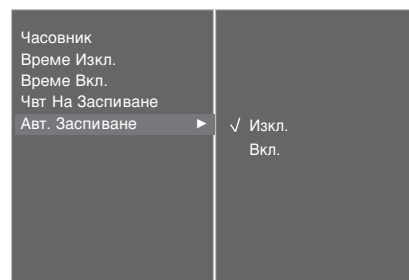 Часовник
Време Изкл.
Време Вкл.
Чвт На Заспиване
Авт. Заспиване ►
√ Изкл.
Вкл.